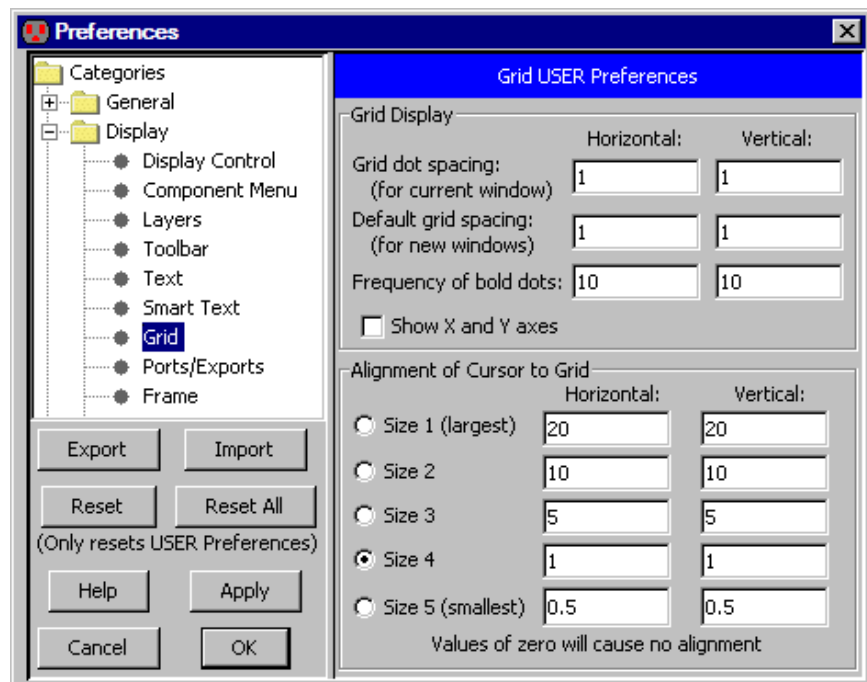 Preferences
Categories
General
Display
Display Control
Component Menu
Layers
Toolbar
Text
Smart Text
Grid
Ports/Exports
Frame
Export Import
Reset Reset All
(Only resets USER Preferences)
Help Apply
Cancel OK
Grid USER Preferences
Grid Display
Horizontal: Vertical:
Grid dot spacing:
(for current window) 1 1
Default grid spacing:
(for new windows) 1 1
Frequency of bold dots: 10 10
Show X and Y axes
Alignment of Cursor to Grid
Horizontal: Vertical:
Size 1 (largest) 20 20
Size 2 10 10
Size 3 5 5
Size 4 1 1
Size 5 (smallest) 0.5 0.5
Values of zero will cause no alignment